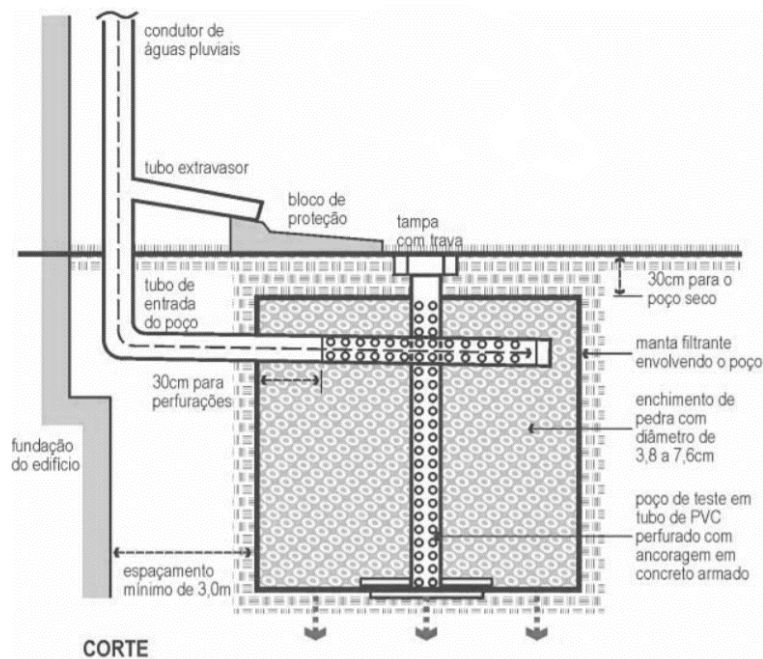 condutor de
águas pluviais
tubo extravasor
bloco de
proteção
tampa
com trava
tubo de
entrada
do poço
30cm para o
poço seco
manta filtrante
envolvendo o poço
30cm para
perfurações
enchimento de
pedra com
diâmetro de
3,8 a 7,6cm
fundação
do edifício
poço de teste em
tubo de PVC
perfurado com
ancoragem em
concreto armado
espaçamento
mínimo de 3,0m
CORTE